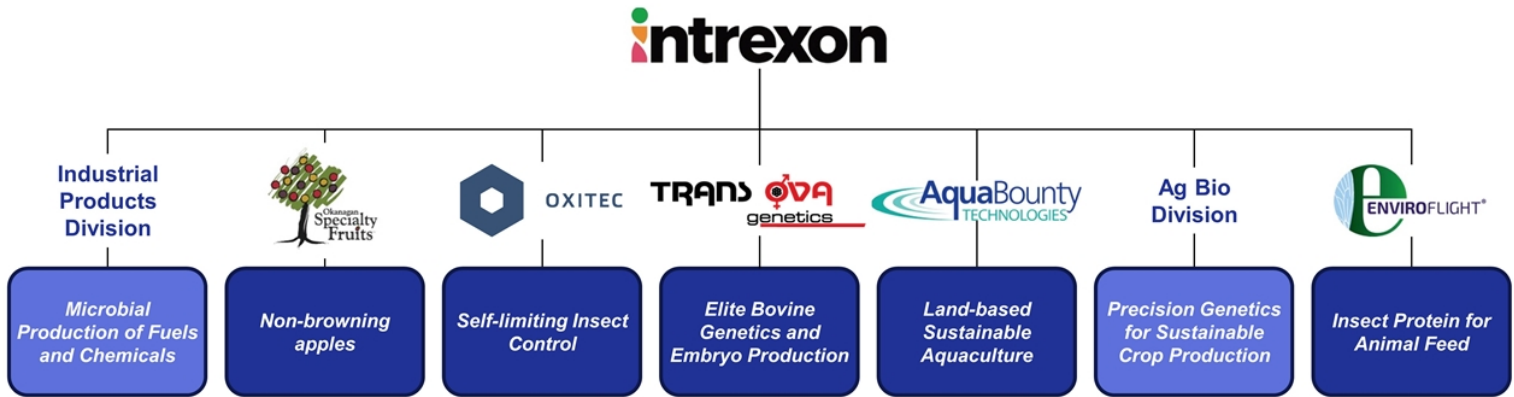 intrexon
Industrial
Products
Division
Okanagan
Specialty
Fruits
OXITEC
TRANS OVA
genetics
AquaBounty
TECHNOLOGIES
Ag Bio
Division
e
ENVIROFLIGHT®
Microbial
Production of Fuels
and Chemicals
Non-browning
apples
Self-limiting Insect
Control
Elite Bovine
Genetics and
Embryo Production
Land-based
Sustainable
Aquaculture
Precision Genetics
for Sustainable
Crop Production
Insect Protein for
Animal Feed